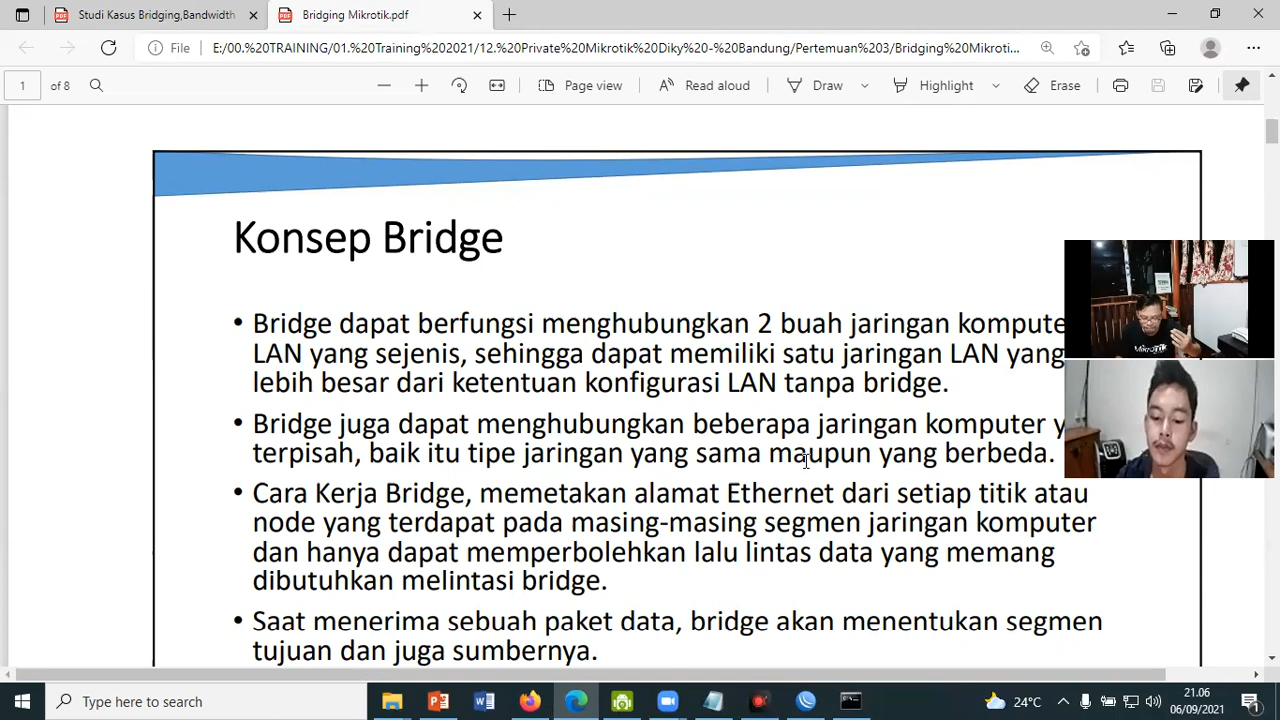 Studi Kasus Bridging,Bandwidth
Bridging Mikrotik.pdf
File
E:/00.%20TRAINING/01.%20Training%202021/12.%20Private%20Mikrotik%20Diky%20-%20Bandung/Pertemuan%203/Bridging%20Mikroti...
1 of 8
Page view
Read aloud
Draw
Highlight
Erase
Konsep Bridge
• Bridge dapat berfungsi menghubungkan 2 buah jaringan compute
LAN yang sejenis, sehingga dapat memiliki satu jaringan LAN yang
lebih besar dari ketentuan konfigurasi LAN tanpa bridge.
• Bridge juga dapat menghubungkan beberapa jaringan komputer y
terpisah, baik itu tipe jaringan yang sama maupun yang berbeda.
• Cara Kerja Bridge, memetakan alamat Ethernet dari setiap titik atau
node yang terdapat pada masing-masing segmen jaringan komputer
dan hanya dapat memperbolehkan lalu lintas data yang memang
dibutuhkan melintasi bridge.
• Saat menerima sebuah paket data, bridge akan menentukan segmen
tujuan dan juga sumbernya.
MikroTik
Type here to search
24°C
21.06
06/09/2021
1